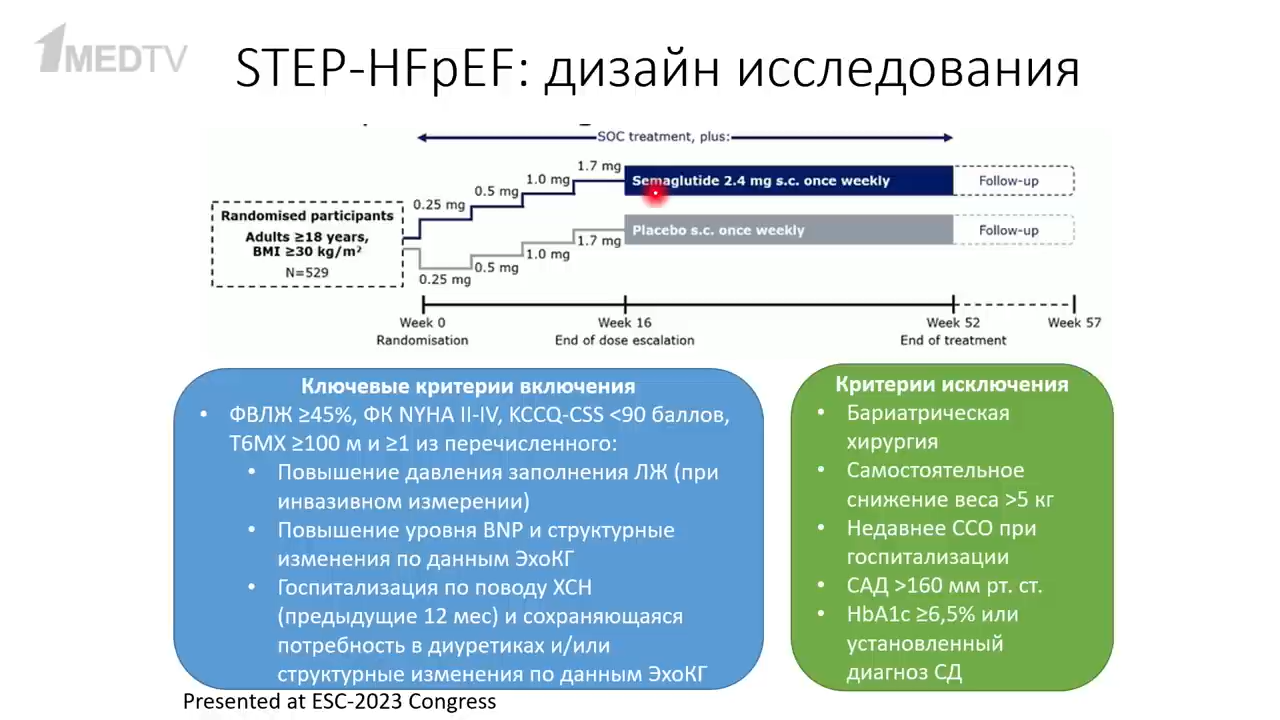 1MEDTV
STEP-HFpEF: дизайн исследования
SOC treatment, plus:
Randomised participants
Adults ≥18 years,
BMI ≥30 kg/m²
N=529
0.25 mg
0.5 mg
1.0 mg
1.7 mg
Semaglutide 2.4 mg s.c. once weekly
Follow-up
0.25 mg
0.5 mg
1.0 mg
1.7 mg
Placebo s.c. once weekly
Follow-up
Week 0
Randomisation
Week 16
End of dose escalation
Week 52
End of treatment
Week 57
Ключевые критерии включения
• ФВЛЖ ≥45%, ФК NYHA II-IV, KCCQ-CSS <90 баллов,
Т6МХ ≥100 м и ≥1 из перечисленного:
• Повышение давления заполнения ЛЖ (при
инвазивном измерении)
• Повышение уровня BNP и структурные
изменения по данным ЭхоКГ
• Госпитализация по поводу ХСН
(предыдущие 12 мес) и сохраняющаяся
потребность в диуретиках и/или
структурные изменения по данным ЭхоКГ
Критерии исключения
• Бариатрическая
хирургия
• Самостоятельное
снижение веса >5 кг
• Недавнее ССО при
госпитализации
• САД >160 мм рт. ст.
• HbA1c ≥6,5% или
установленный
диагноз СД
Presented at ESC-2023 Congress